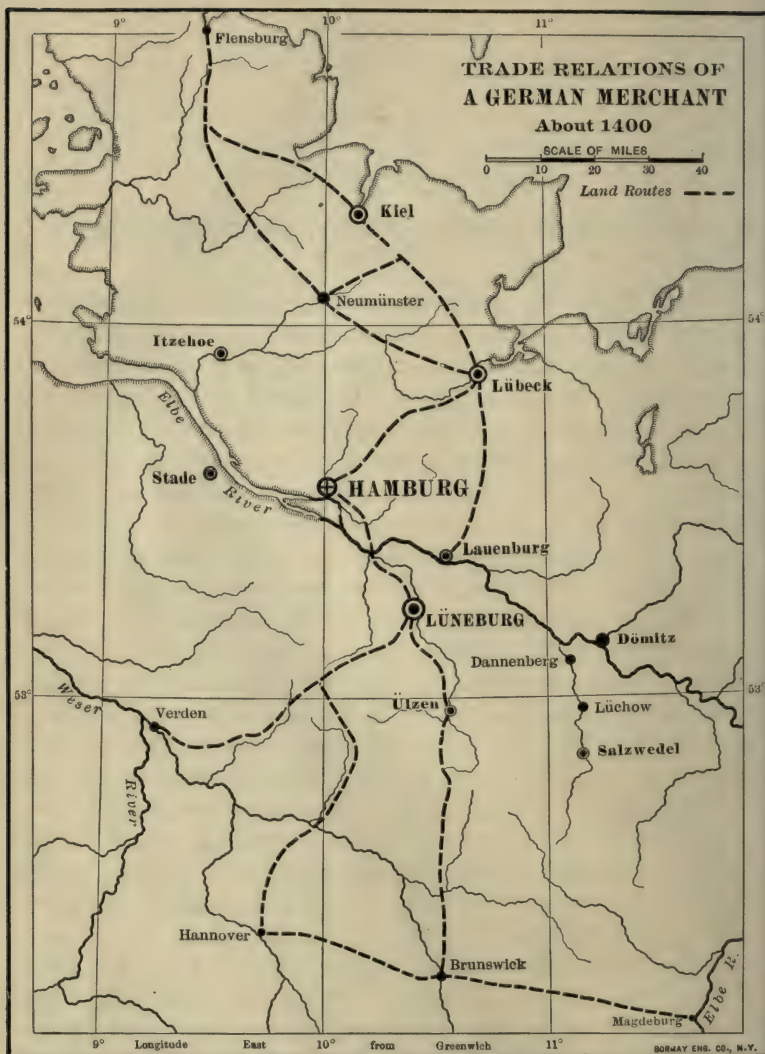 9° 10° 11°
Flensburg
TRADE RELATIONS OF
A GERMAN MERCHANT
About 1400
SCALE OF MILES
0 10 20 30 40
Land Routes
Kiel
Neumünster
54° 54°
Itzehoe
Lübeck
Elbe
River
Stade
HAMBURG
Lauenburg
LÜNEBURG
Dömitz
Dannenberg
53° 53°
Weser
River
Verden
Ülzen
Lüchow
Salzwedel
Hannover
Brunswick
Magdeburg
Elbe R.
9° Longitude East 10° from Greenwich 11°
BORMAY ENG. CO., N.Y.